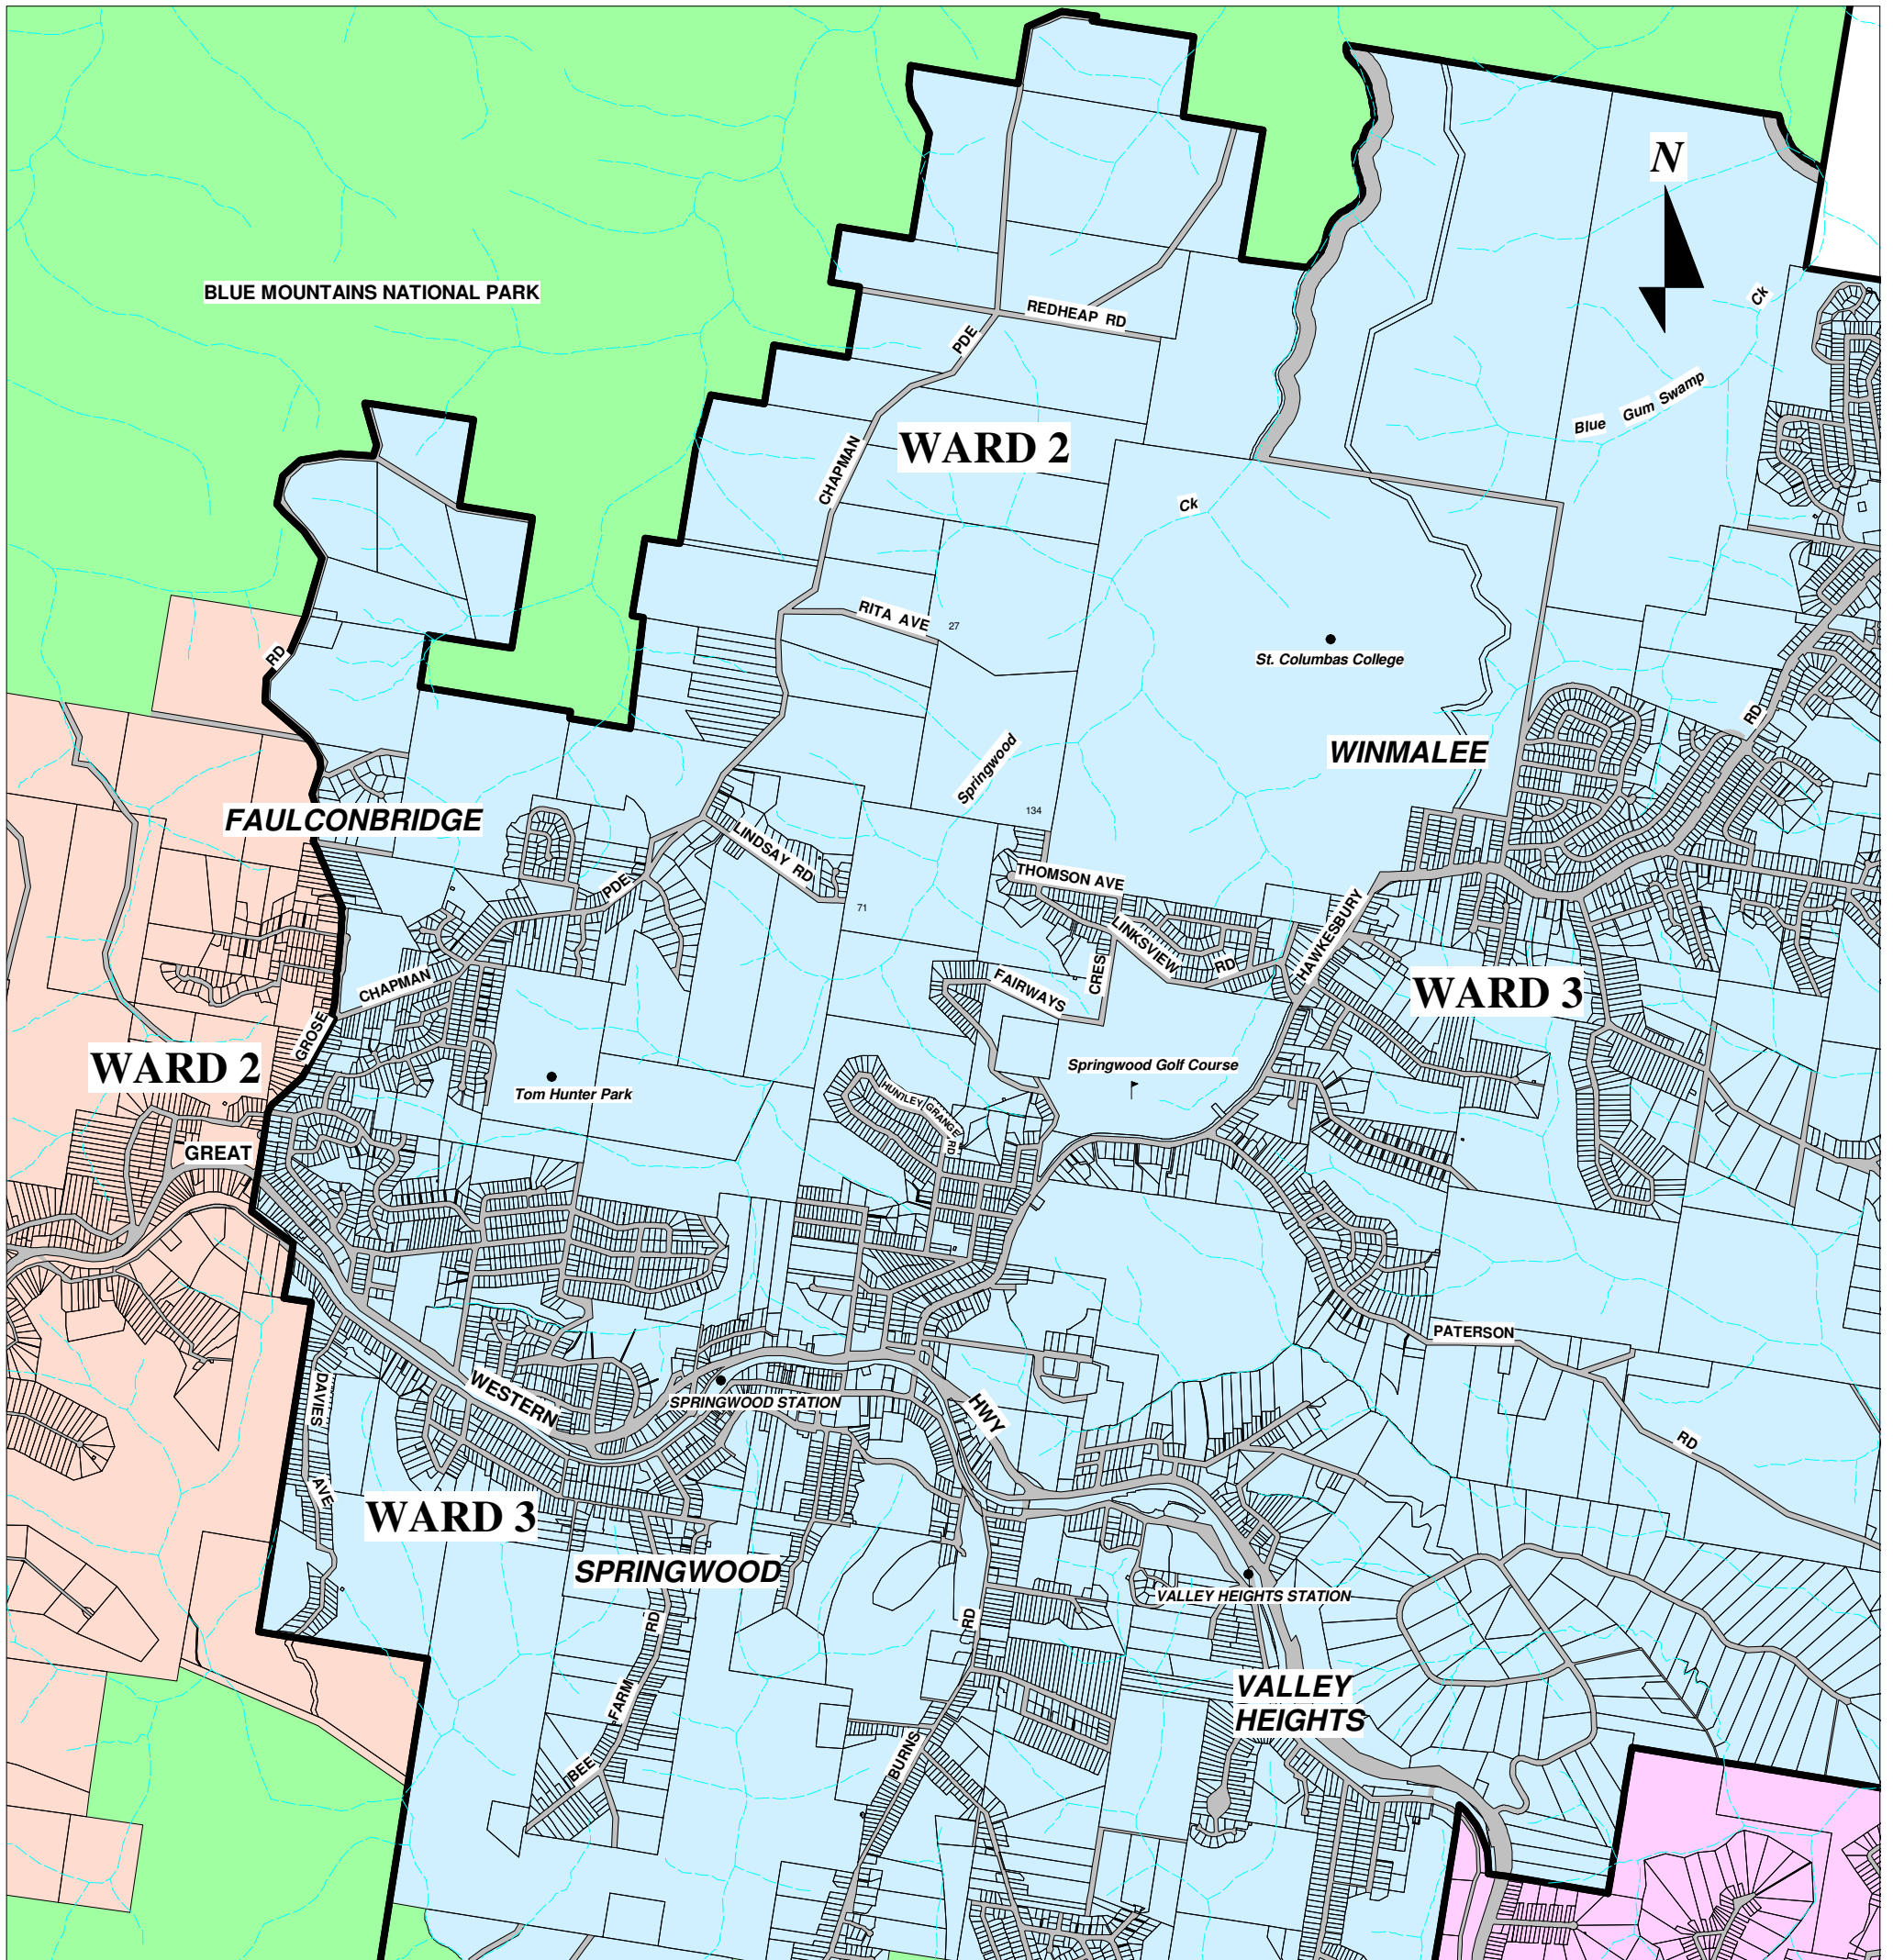 N
BLUE MOUNTAINS NATIONAL PARK
Ck
REDHEAP RD
PDE
Blue Gum Swamp
WARD 2
CHAPMAN
Ck
RITA AVE
27
RD
St. Columbas College
RD
WINMALEE
Springwood
FAULCONBRIDGE
134
LINDSAY RD
THOMSON AVE
PDE
71
HAWKESBURY
LINKSVIEW
RD
CRES
FAIRWAYS
CHAPMAN
WARD 3
GROSE
WARD 2
Springwood Golf Course
Tom Hunter Park
HUNTLEY GRANGE
RD
GREAT
PATERSON
DAVIES
WESTERN
SPRINGWOOD STATION
HWY
RD
AVE
WARD 3
SPRINGWOOD
VALLEY HEIGHTS STATION
RD
RD
FARM
VALLEY
HEIGHTS
BURNS
BEE